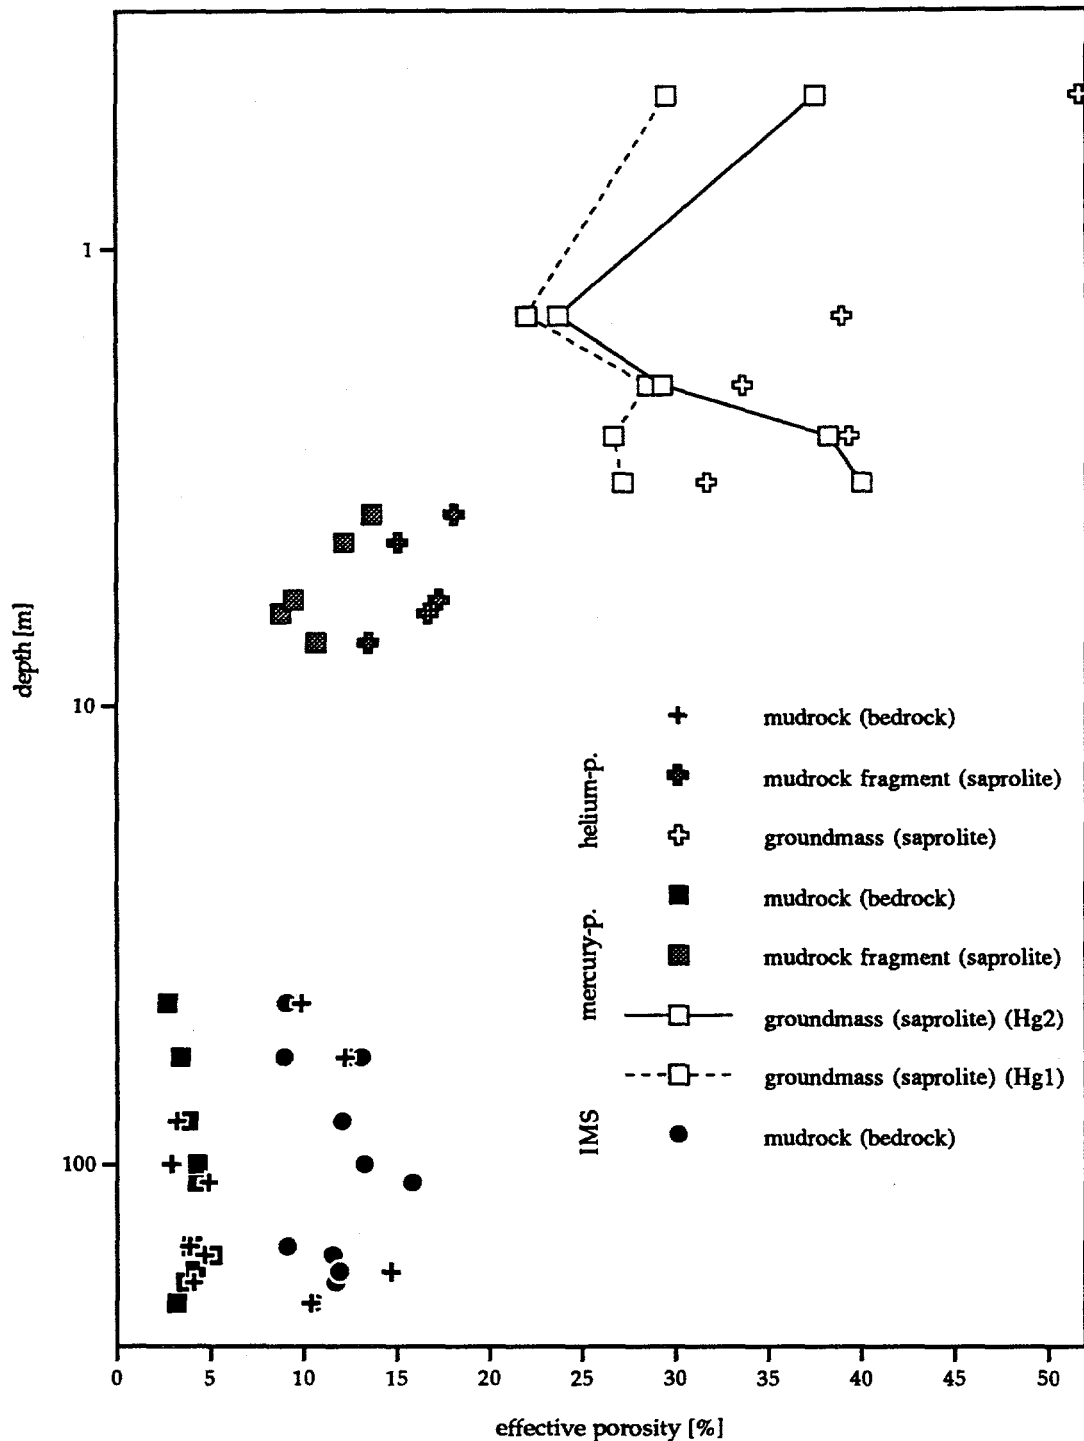 1
10
100
depth [m]
helium-p.
mudrock (bedrock)
mudrock fragment (saprolite)
groundmass (saprolite)
mercury-p.
mudrock (bedrock)
mudrock fragment (saprolite)
groundmass (saprolite) (Hg2)
groundmass (saprolite) (Hg1)
IMS
mudrock (bedrock)
0 5 10 15 20 25 30 35 40 45 50
effective porosity [%]